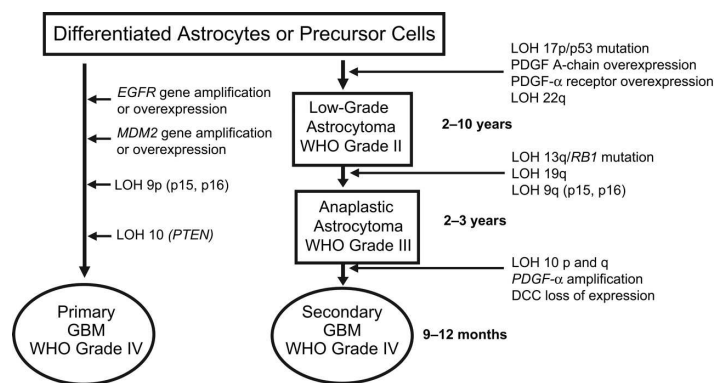 Differentiated Astrocytes or Precursor Cells
EGFR gene amplification
or overexpression
MDM2 gene amplification
or overexpression
LOH 9p (p15, p16)
LOH 10 (PTEN)
Primary
GBM
WHO Grade IV
LOH 17p/p53 mutation
PDGF A-chain overexpression
PDGF-α receptor overexpression
LOH 22q
Low-Grade
Astrocytoma
WHO Grade II
2–10 years
LOH 13q/RB1 mutation
LOH 19q
LOH 9q (p15, p16)
Anaplastic
Astrocytoma
WHO Grade III
2–3 years
LOH 10 p and q
PDGF-α amplification
DCC loss of expression
Secondary
GBM
WHO Grade IV
9–12 months